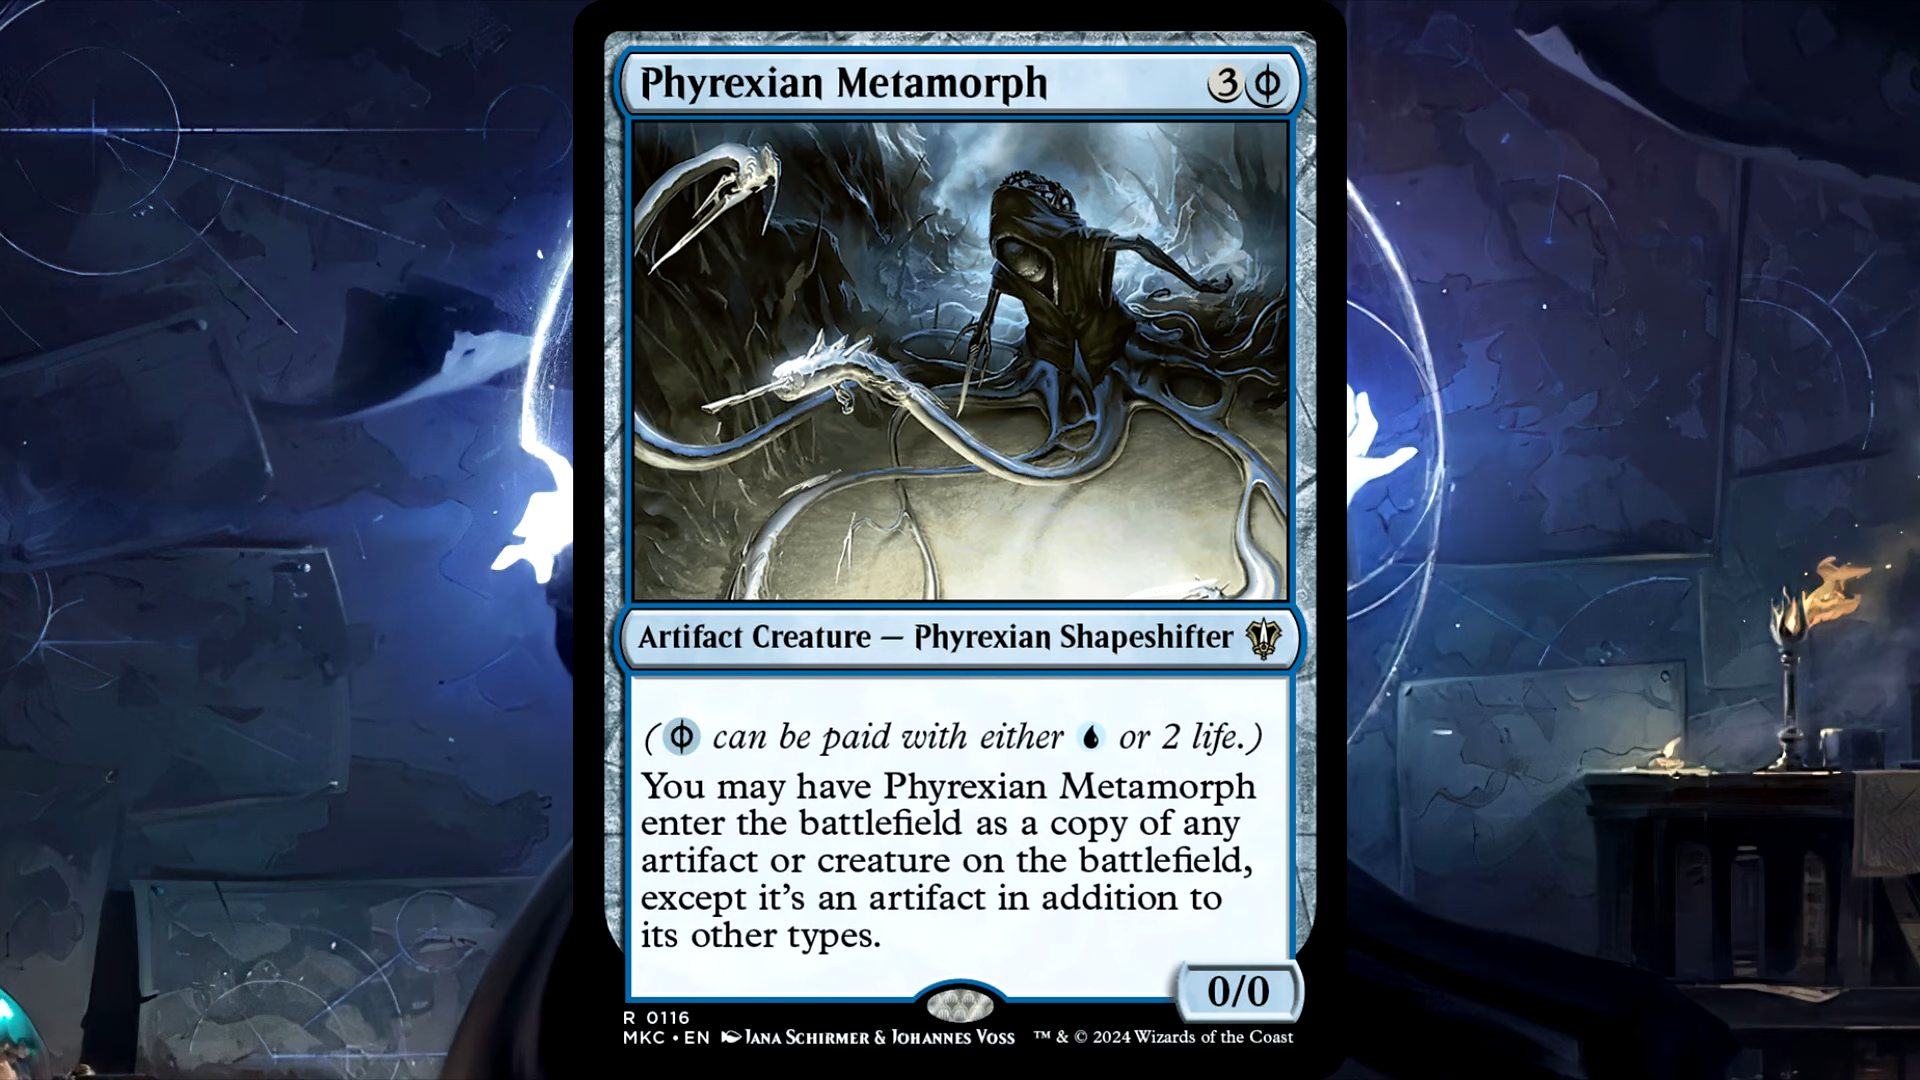 Phyrexian Metamorph 3
Artifact Creature — Phyrexian Shapeshifter
( can be paid with either or 2 life.)
You may have Phyrexian Metamorph
enter the battlefield as a copy of any
artifact or creature on the battlefield,
except it's an artifact in addition to
its other types.
0/0
R 0116
MKC • EN Jana Schirmer & Johannes Voss ™ & © 2024 Wizards of the Coast